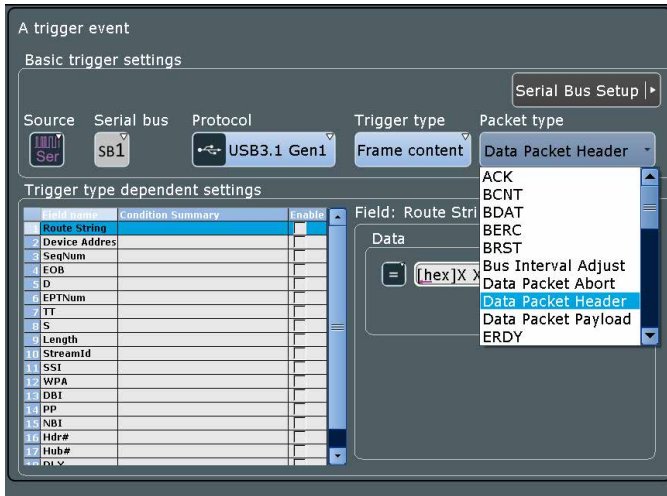 A trigger event
Basic trigger settings
Serial Bus Setup
Source Serial bus Protocol Trigger type Packet type
Ser SB1 USB3.1 Gen1 Frame content Data Packet Header
Trigger type dependent settings
Field name Condition Summary Enable
1 Route String
2 Device Addres
3 SeqNum
4 EOB
5 D
6 EPTNum
7 TT
8 S
9 Length
10 StreamId
11 SSI
12 WPA
13 DBI
14 PP
15 NBI
16 Hdr#
17 Hub#
18 DLY
Field: Route Stri
Data
= [hex]X X
ACK
BCNT
BDAT
BERC
BRST
Bus Interval Adjust
Data Packet Abort
Data Packet Header
Data Packet Payload
ERDY